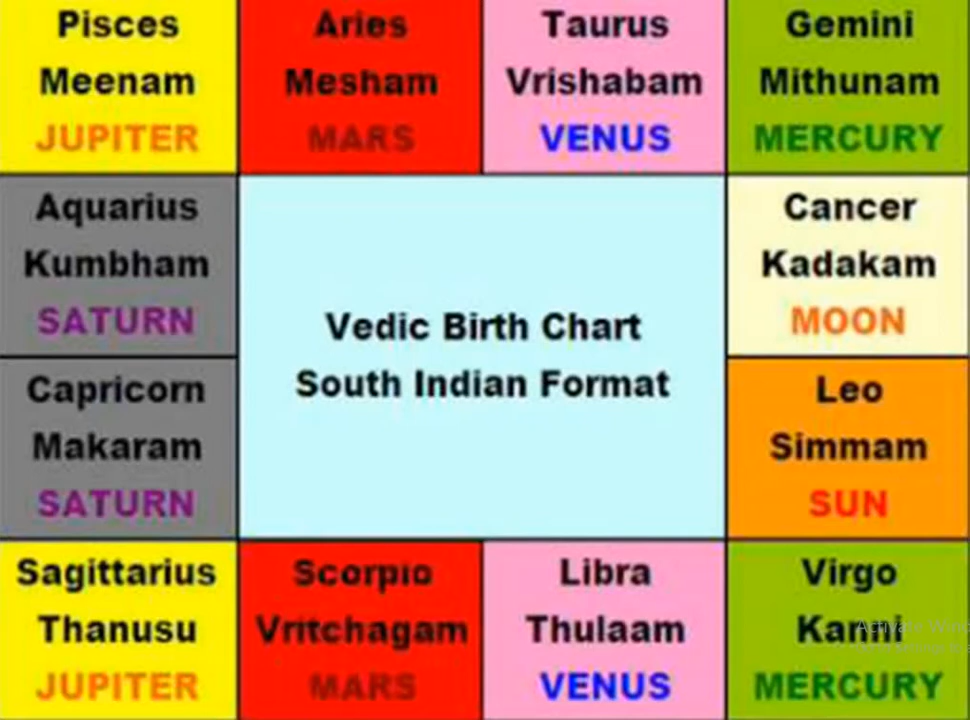 Pisces
Meenam
JUPITER
Aries
Mesham
MARS
Taurus
Vrishabam
VENUS
Gemini
Mithunam
MERCURY
Aquarius
Kumbham
SATURN
Vedic Birth Chart
South Indian Format
Cancer
Kadakam
MOON
Capricorn
Makaram
SATURN
Leo
Simmam
SUN
Sagittarius
Thanusu
JUPITER
Scorpio
Vritchagam
MARS
Libra
Thulaam
VENUS
Virgo
Kanni
MERCURY
Activate